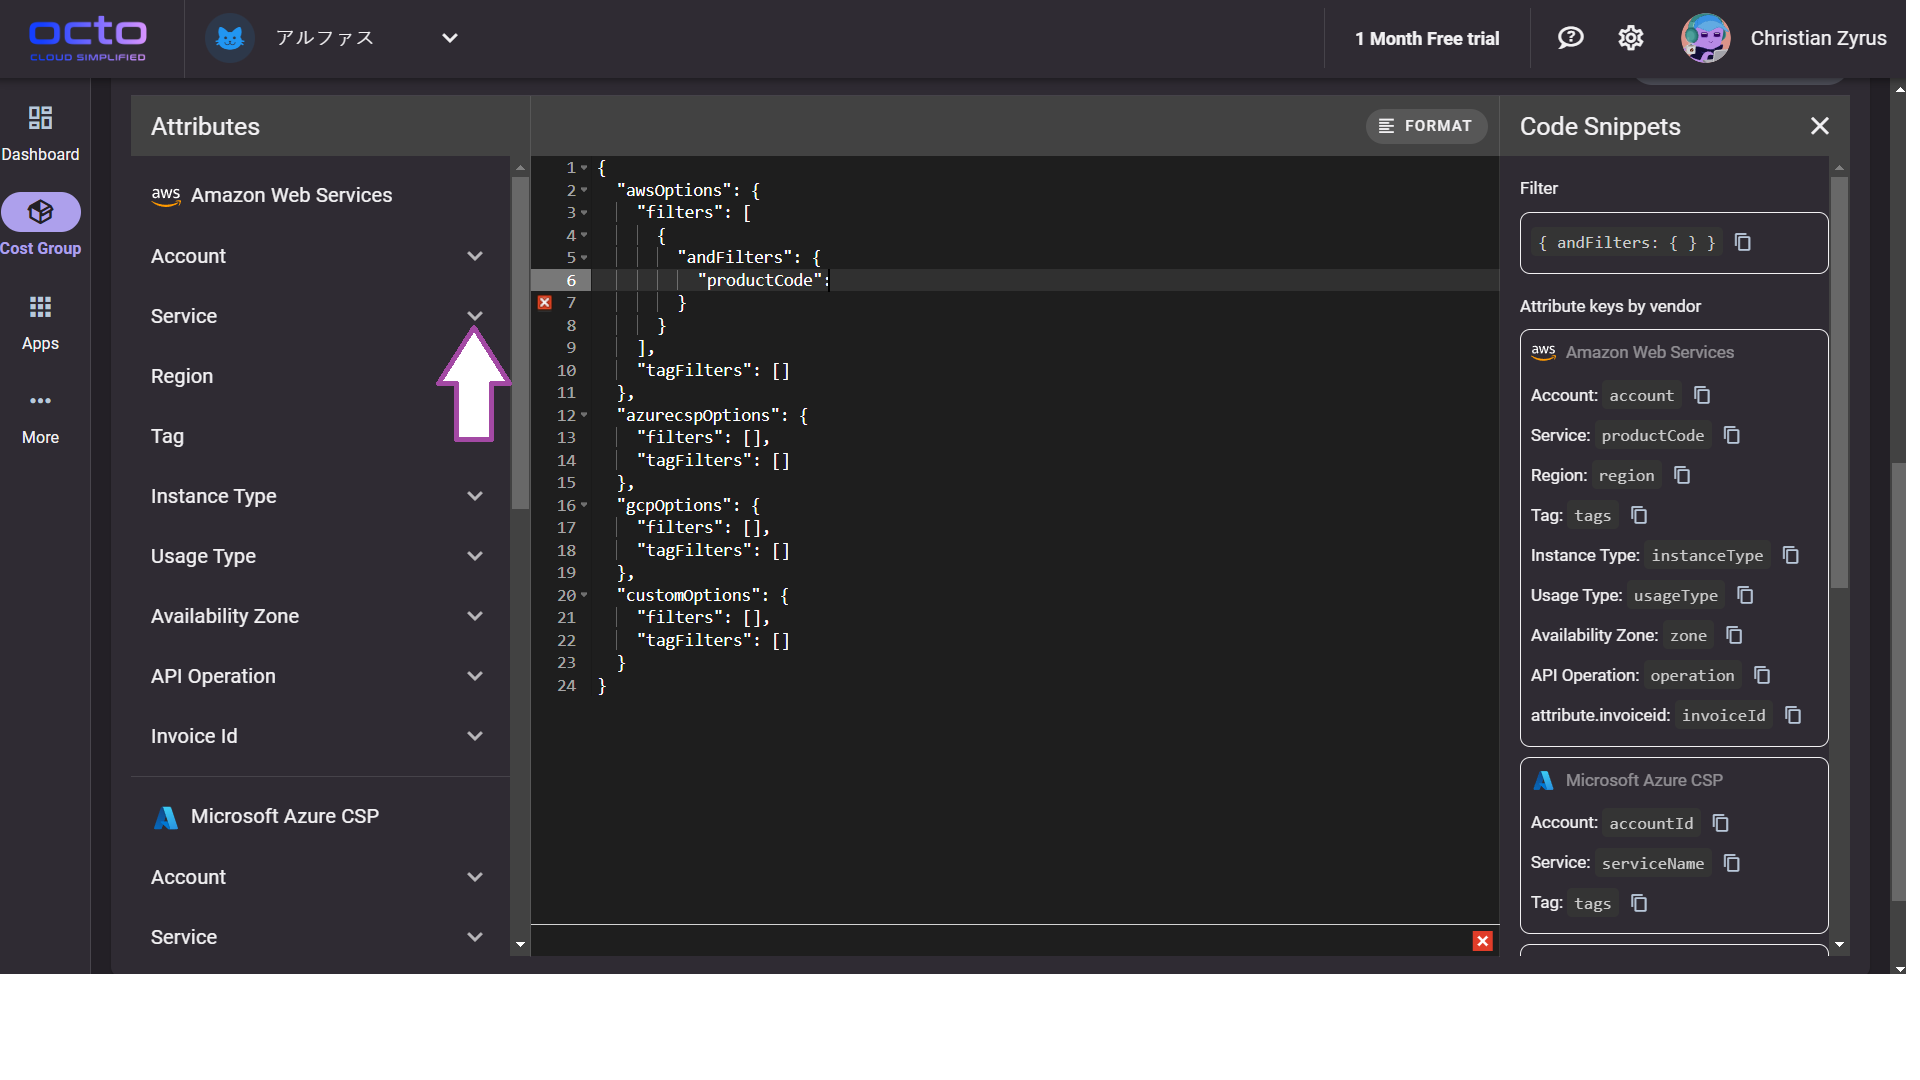 octo
CLOUD SIMPLIFIED
アルファス
1 Month Free trial
Christian Zyrus
Dashboard
Cost Group
Apps
More
Attributes
aws Amazon Web Services
Account
Service
Region
Tag
Instance Type
Usage Type
Availability Zone
API Operation
Invoice Id
Microsoft Azure CSP
Account
Service
FORMAT
1 {
2 "awsOptions": {
3 "filters": [
4 {
5 "andFilters": {
6 "productCode":
7 }
8 }
9 ],
10 "tagFilters": []
11 },
12 "azurecspOptions": {
13 "filters": [],
14 "tagFilters": []
15 },
16 "gcpOptions": {
17 "filters": [],
18 "tagFilters": []
19 },
20 "customOptions": {
21 "filters": [],
22 "tagFilters": []
23 }
24 }
Code Snippets
Filter
{ andFilters: { } }
Attribute keys by vendor
aws Amazon Web Services
Account: account
Service: productCode
Region: region
Tag: tags
Instance Type: instanceType
Usage Type: usageType
Availability Zone: zone
API Operation: operation
attribute.invoiceid: invoiceId
Microsoft Azure CSP
Account: accountId
Service: serviceName
Tag: tags